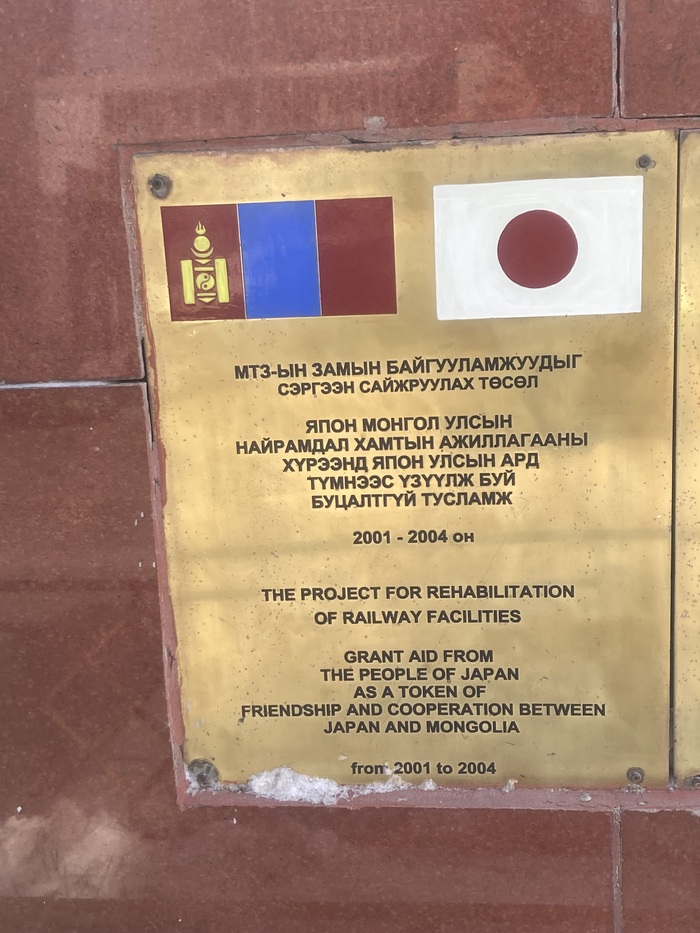 МТЗ-ЫН ЗАМЫН БАЙГУУЛАМЖУУДЫГ
СЭРГЭЭН САЙЖРУУЛАХ ТӨСӨЛ
ЯПОН МОНГОЛ УЛСЫН
НАЙРАМДАЛ ХАМТЫН АЖИЛЛАГААНЫ
ХҮРЭЭНД ЯПОН УЛСЫН АРД
ТҮМНЭЭС ҮЗҮҮЛЖ БУЙ
БУЦАЛТГҮЙ ТУСЛАМЖ
2001 - 2004 он
THE PROJECT FOR REHABILITATION
OF RAILWAY FACILITIES
GRANT AID FROM
THE PEOPLE OF JAPAN
AS A TOKEN OF
FRIENDSHIP AND COOPERATION BETWEEN
JAPAN AND MONGOLIA
from 2001 to 2004